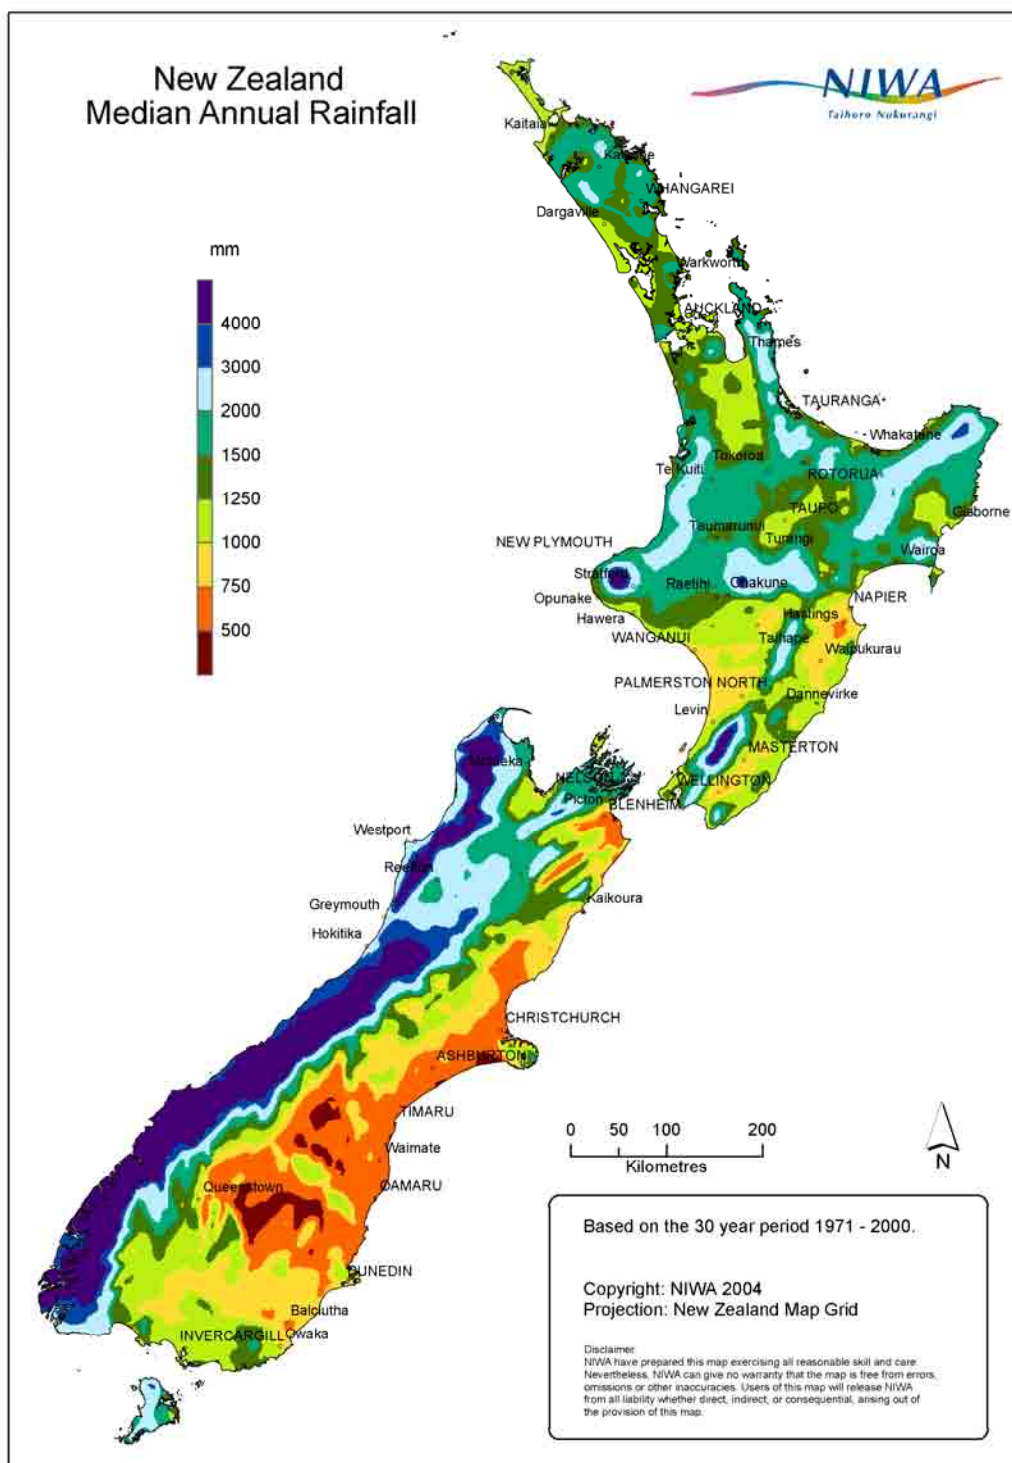 New Zealand
Median Annual Rainfall
NIWA
Taihoro Nukurangi
mm
4000
3000
2000
1500
1250
1000
750
500
Kaitaia
Kaikohe
WHANGAREI
Dargaville
Warkworth
AUCKLAND
Thames
TAURANGA
Whakatane
Tokoroa
Te Kuiti
ROTORUA
TAUPO
Gisborne
Taumarunui
Turangi
NEW PLYMOUTH
Wairoa
Stratford
Raetihi
Ohakune
Opunake
NAPIER
Hawera
Hastings
WANGANUI
Taihape
Waipukurau
PALMERSTON NORTH
Dannevirke
Levin
MASTERTON
Motueka
NELSON
WELLINGTON
Picton
BLENHEIM
Westport
Reefton
Greymouth
Kaikoura
Hokitika
CHRISTCHURCH
ASHBURTON
TIMARU
Waimate
Queenstown
OAMARU
DUNEDIN
Balclutha
INVERCARGILL
Owaka
0 50 100 200
Kilometres
N
Based on the 30 year period 1971 - 2000.
Copyright: NIWA 2004
Projection: New Zealand Map Grid
Disclaimer
NIWA have prepared this map exercising all reasonable skill and care.
Nevertheless, NIWA can give no warranty that the map is free from errors,
omissions or other inaccuracies. Users of this map will release NIWA
from all liability whether direct, indirect, or consequential, arising out of
the provision of this map.